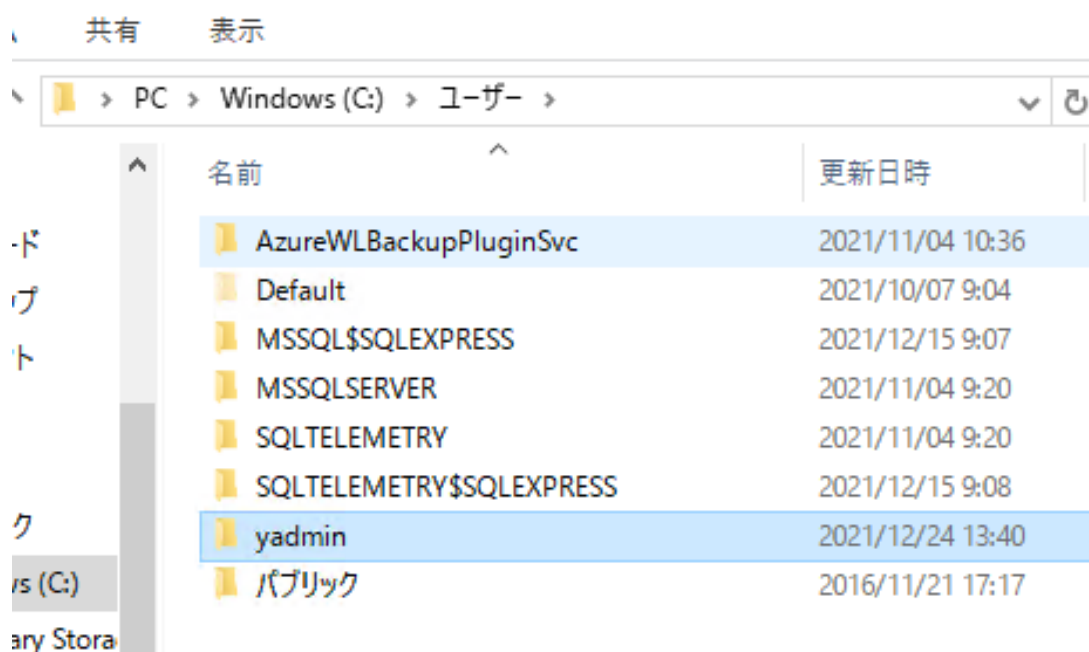 共有 表示
PC > Windows (C:) > ユーザー >
名前 更新日時
AzureWLBackupPluginSvc 2021/11/04 10:36
Default 2021/10/07 9:04
MSSQL$SQLEXPRESS 2021/12/15 9:07
MSSQLSERVER 2021/11/04 9:20
SQLTELEMETRY 2021/11/04 9:20
SQLTELEMETRY$SQLEXPRESS 2021/12/15 9:08
yadmin 2021/12/24 13:40
パブリック 2016/11/21 17:17
ード
ップ
ト
ック
vs (C:)
ary Stora